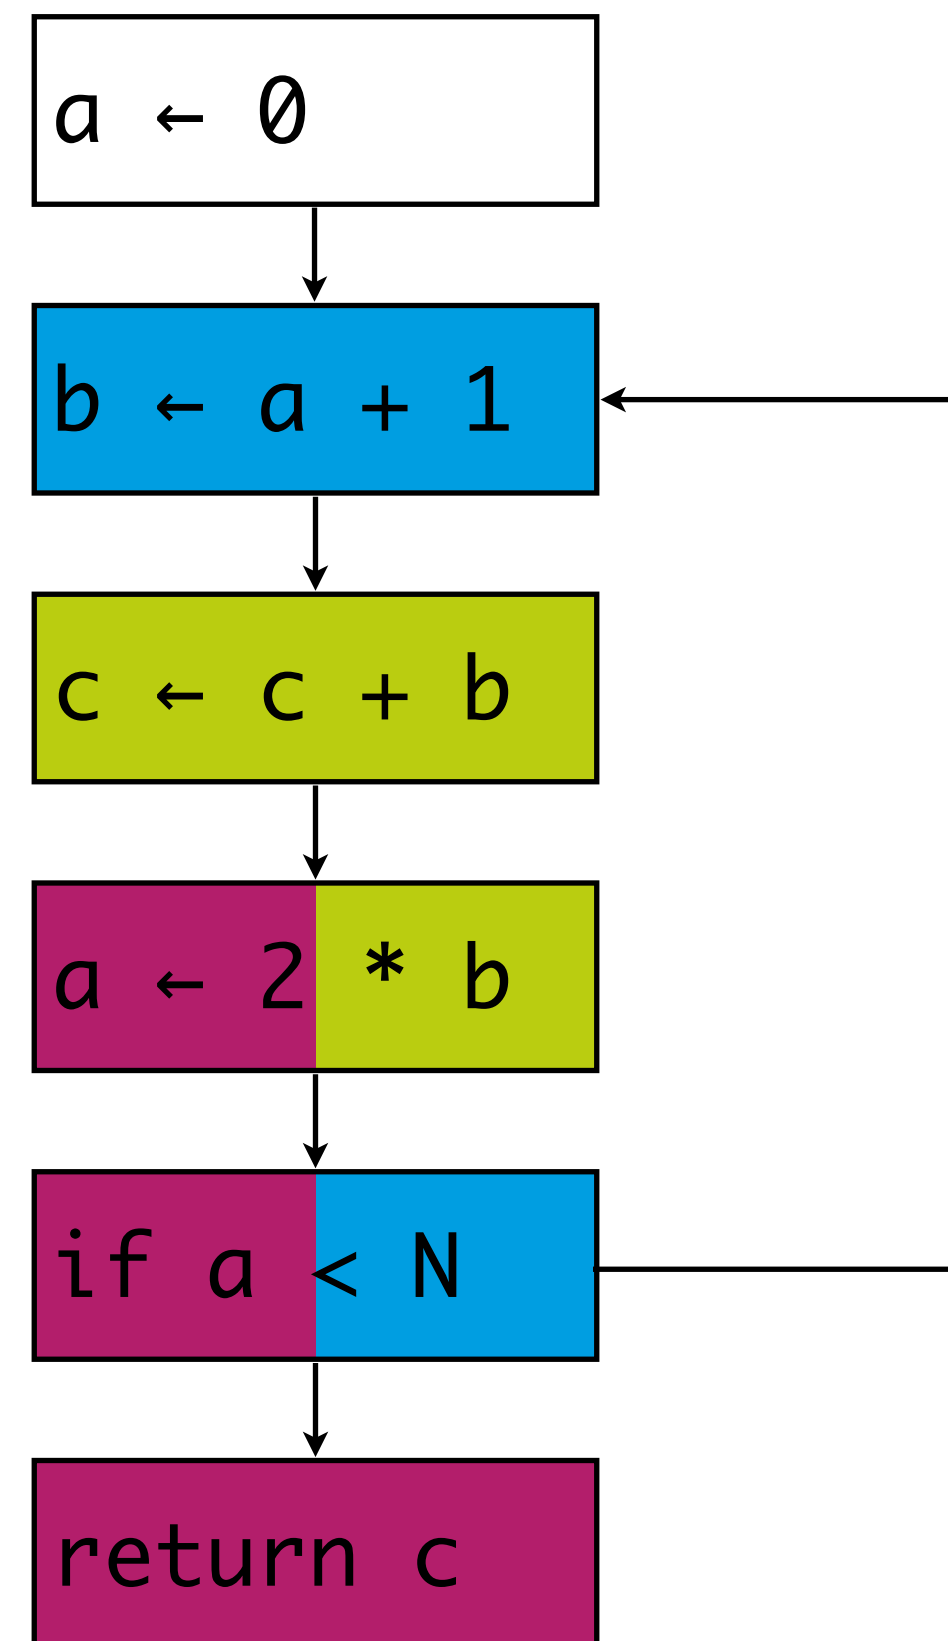 a ← 0
b ← a + 1
c ← c + b
a ← 2 * b
if a < N
return c